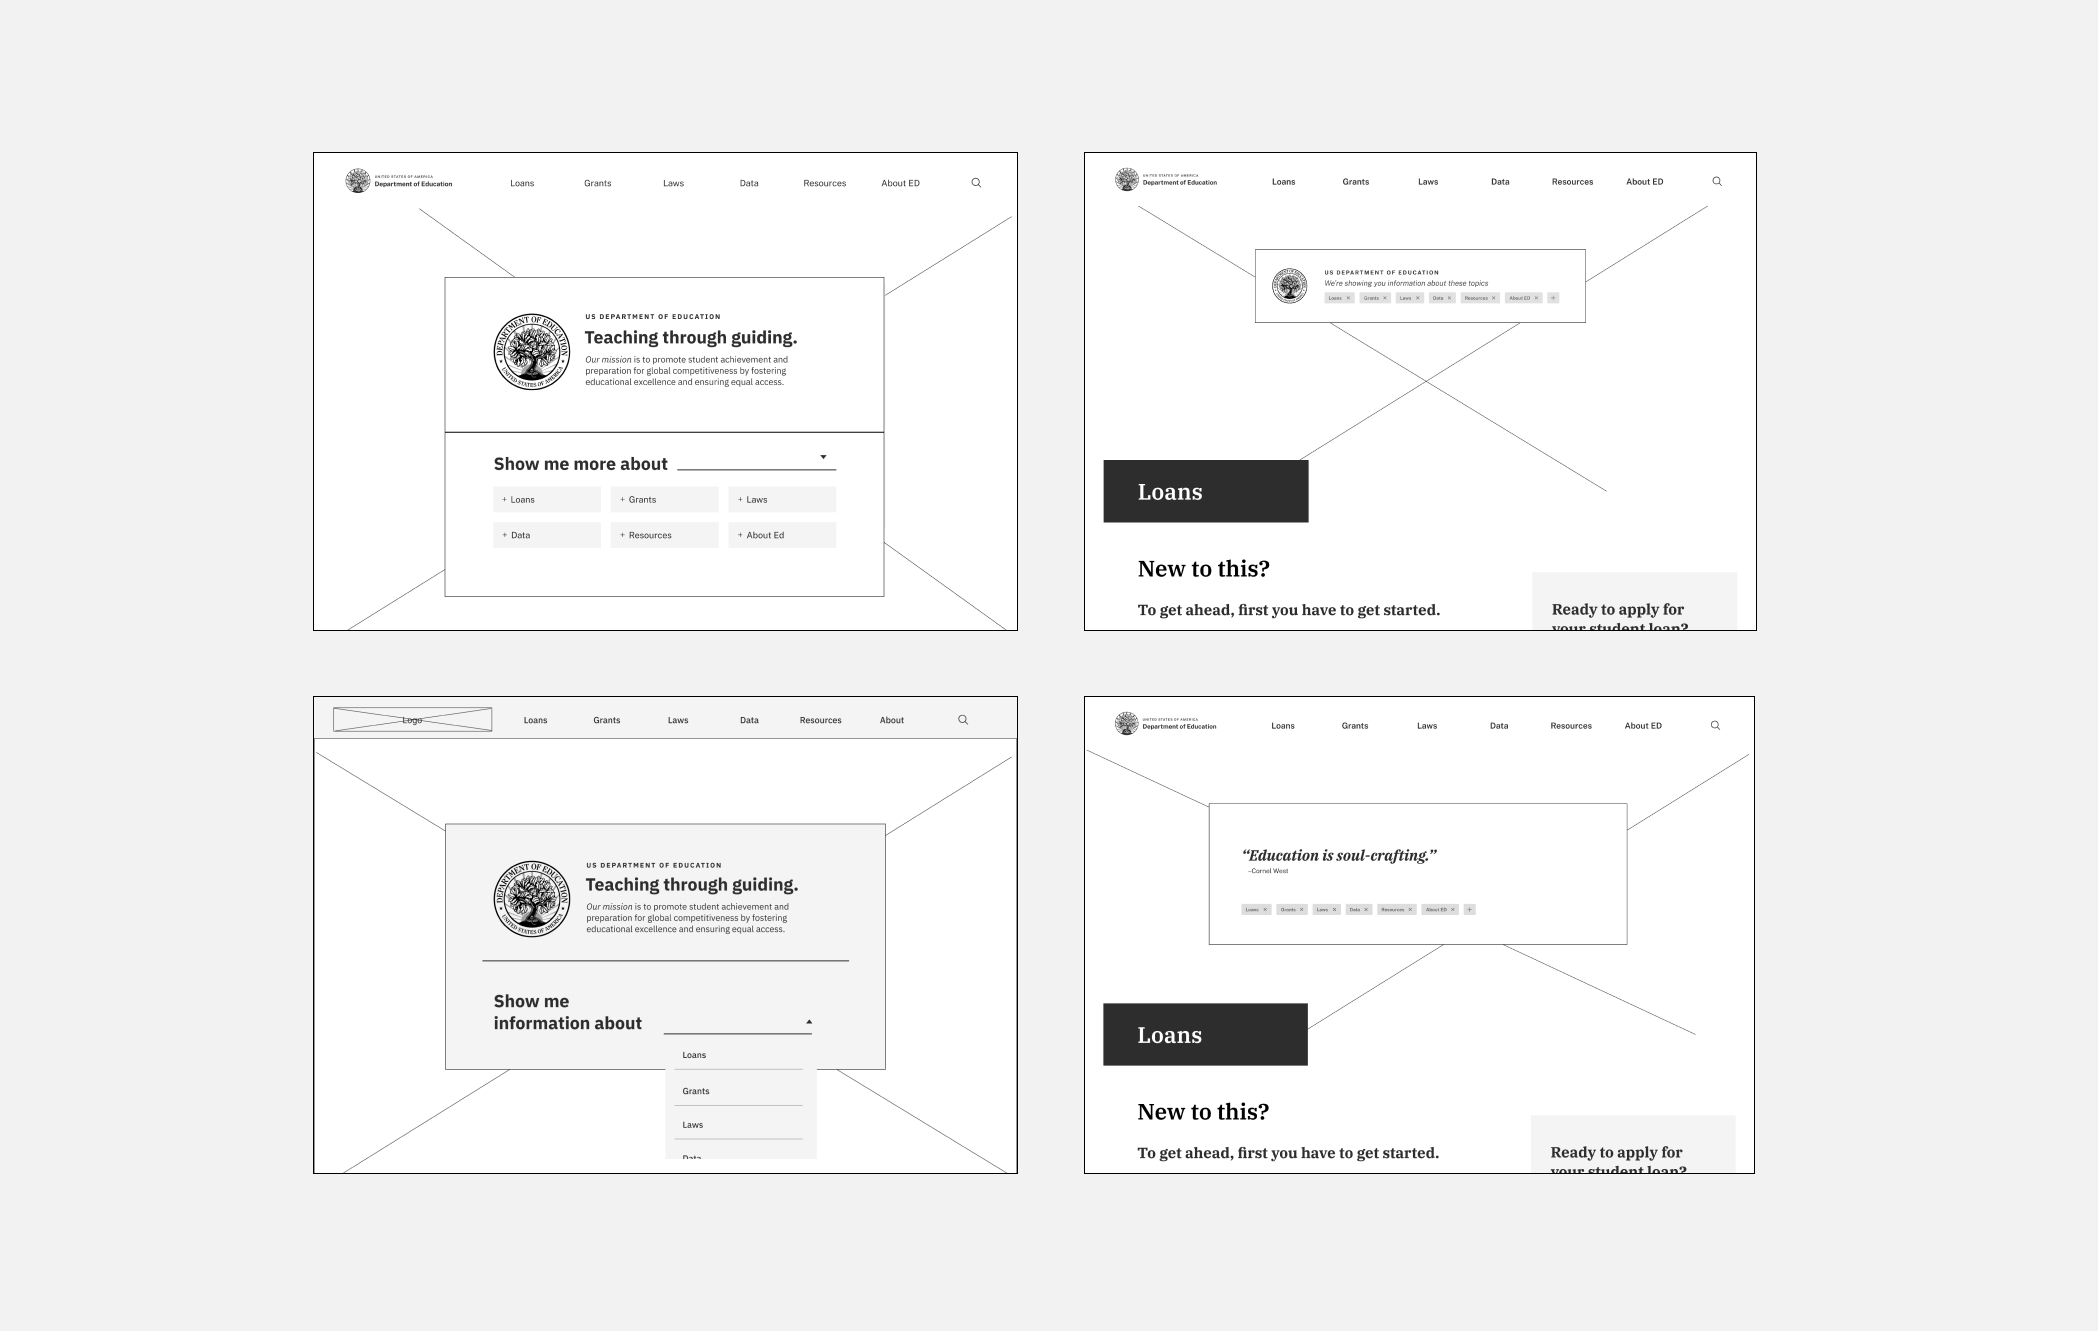 UNITED STATES OF AMERICA
Department of Education
Loans
Grants
Laws
Data
Resources
About ED
DEPARTMENT OF EDUCATION
UNITED STATES OF AMERICA
US DEPARTMENT OF EDUCATION
Teaching through guiding.
Our mission is to promote student achievement and
preparation for global competitiveness by fostering
educational excellence and ensuring equal access.
Show me more about
+ Loans
+ Grants
+ Laws
+ Data
+ Resources
+ About Ed
UNITED STATES OF AMERICA
Department of Education
Loans
Grants
Laws
Data
Resources
About ED
US DEPARTMENT OF EDUCATION
We're showing you information about these topics
Loans ×
Grants ×
Laws ×
Data ×
Resources ×
About ED ×
+
Loans
New to this?
To get ahead, first you have to get started.
Ready to apply for
your student loan?
Logo
Loans
Grants
Laws
Data
Resources
About
DEPARTMENT OF EDUCATION
UNITED STATES OF AMERICA
US DEPARTMENT OF EDUCATION
Teaching through guiding.
Our mission is to promote student achievement and
preparation for global competitiveness by fostering
educational excellence and ensuring equal access.
Show me
information about
Loans
Grants
Laws
Data
UNITED STATES OF AMERICA
Department of Education
Loans
Grants
Laws
Data
Resources
About ED
“Education is soul-crafting.”
–Cornel West
Loans ×
Grants ×
Laws ×
Data ×
Resources ×
About ED ×
+
Loans
New to this?
To get ahead, first you have to get started.
Ready to apply for
your student loan?